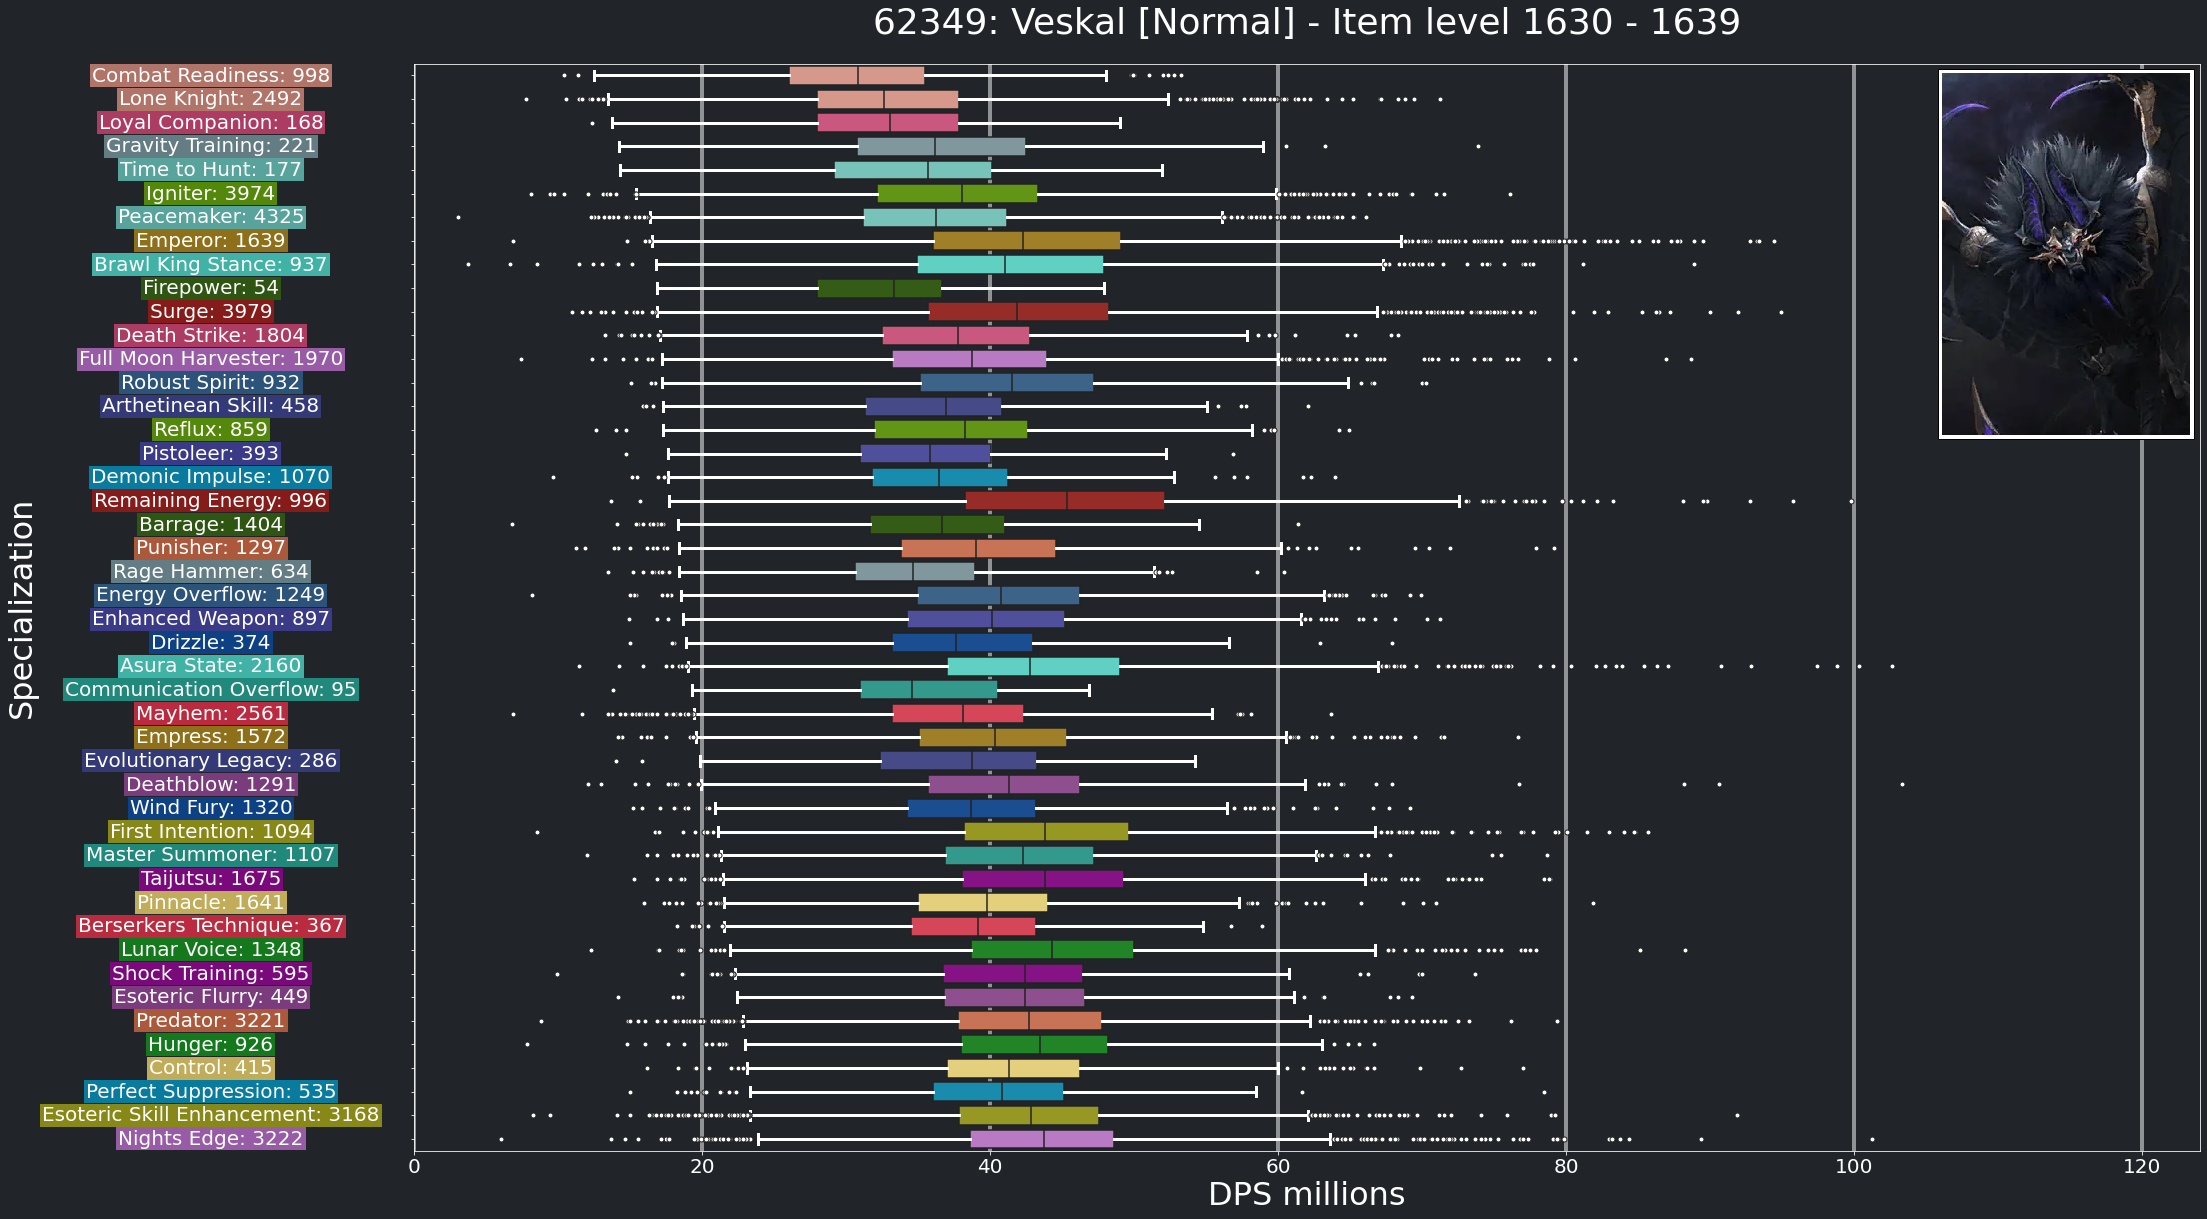 62349: Veskal [Normal] - Item level 1630 - 1639
Combat Readiness: 998
Lone Knight: 2492
Loyal Companion: 168
Gravity Training: 221
Time to Hunt: 177
Igniter: 3974
Peacemaker: 4325
Emperor: 1639
Brawl King Stance: 937
Firepower: 54
Surge: 3979
Death Strike: 1804
Full Moon Harvester: 1970
Robust Spirit: 932
Arthetinean Skill: 458
Reflux: 859
Pistoleer: 393
Demonic Impulse: 1070
Remaining Energy: 996
Barrage: 1404
Punisher: 1297
Rage Hammer: 634
Energy Overflow: 1249
Enhanced Weapon: 897
Drizzle: 374
Asura State: 2160
Communication Overflow: 95
Mayhem: 2561
Empress: 1572
Evolutionary Legacy: 286
Deathblow: 1291
Wind Fury: 1320
First Intention: 1094
Master Summoner: 1107
Taijutsu: 1675
Pinnacle: 1641
Berserkers Technique: 367
Lunar Voice: 1348
Shock Training: 595
Esoteric Flurry: 449
Predator: 3221
Hunger: 926
Control: 415
Perfect Suppression: 535
Esoteric Skill Enhancement: 3168
Nights Edge: 3222
Specialization
0 20 40 60 80 100 120
DPS millions